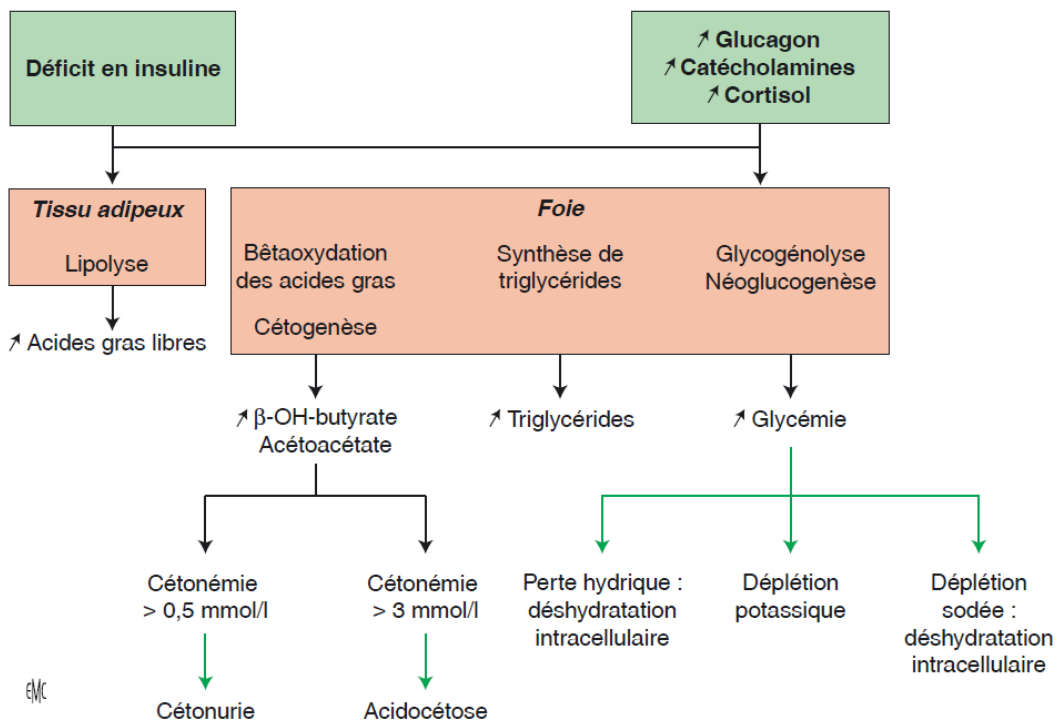 Déficit en insuline
↗ Glucagon
↗ Catécholamines
↗ Cortisol
Tissu adipeux
Lipolyse
↗ Acides gras libres
Foie
Bêtaoxydation
des acides gras
Cétogenèse
Synthèse de
triglycérides
Glycogénolyse
Néoglucogenèse
↗ β-OH-butyrate
Acétoacétate
↗ Triglycérides
↗ Glycémie
Cétonémie
> 0,5 mmol/l
Cétonémie
> 3 mmol/l
Perte hydrique :
déshydratation
intracellulaire
Déplétion
potassique
Déplétion
sodée :
déshydratation
intracellulaire
Cétonurie
Acidocétose
EMC